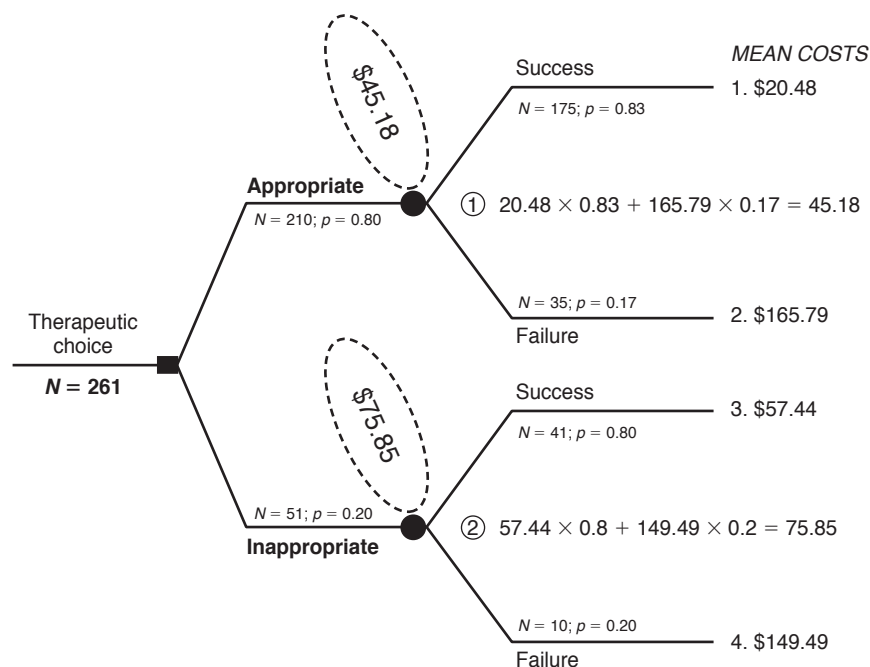 MEAN COSTS
Success
1. $20.48
N = 175; p = 0.83
$45.18
Appropriate
N = 210; p = 0.80
① 20.48 × 0.83 + 165.79 × 0.17 = 45.18
N = 35; p = 0.17
2. $165.79
Failure
Therapeutic
choice
N = 261
Success
3. $57.44
N = 41; p = 0.80
$75.85
N = 51; p = 0.20
Inappropriate
② 57.44 × 0.8 + 149.49 × 0.2 = 75.85
N = 10; p = 0.20
4. $149.49
Failure